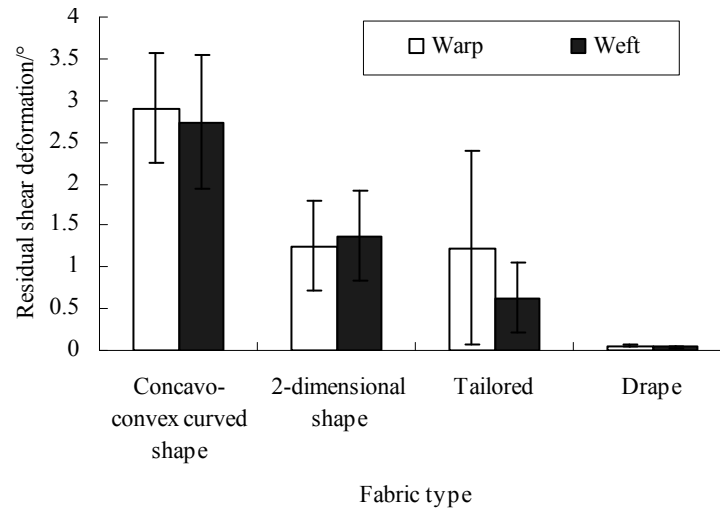 4
3.5
3
2.5
2
1.5
1
0.5
0
Residual shear deformation/°
Warp
Weft
Concavo-
convex curved
shape
2-dimensional
shape
Tailored
Drape
Fabric type